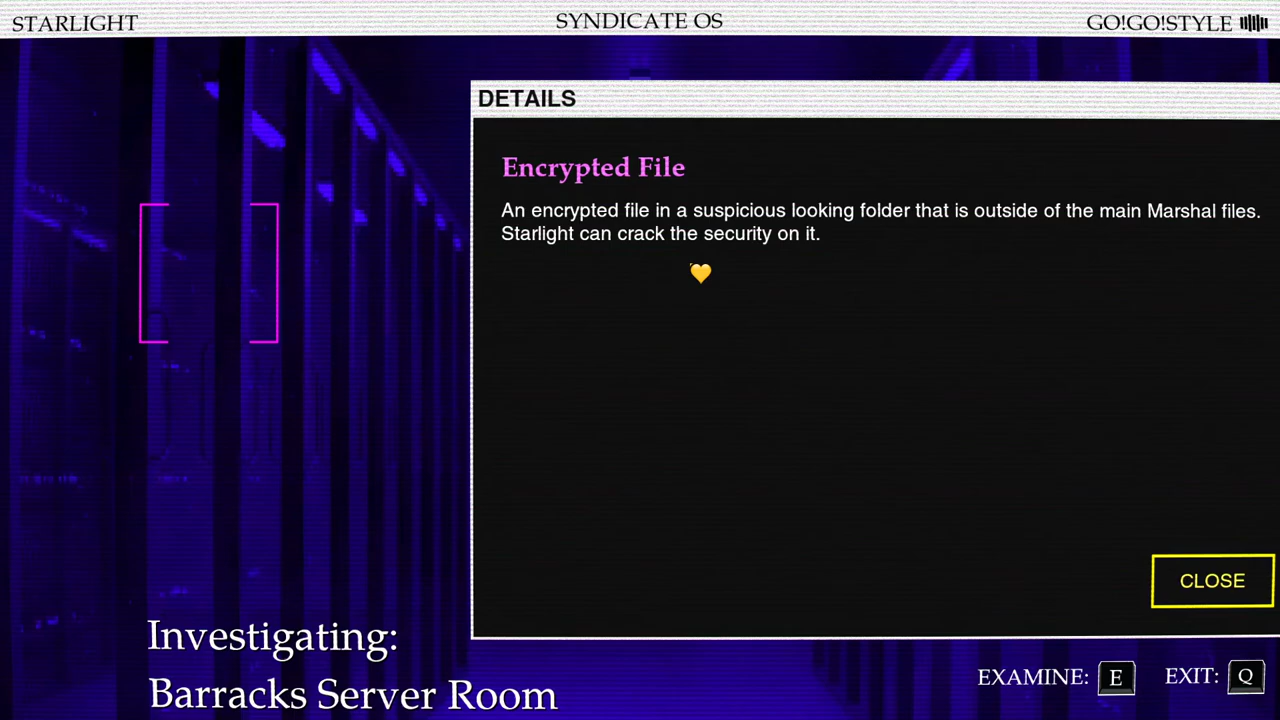 STARLIGHT
SYNDICATE OS
GO!GO!STYLE
DETAILS
Encrypted File
An encrypted file in a suspicious looking folder that is outside of the main Marshal files.
Starlight can crack the security on it.
CLOSE
Investigating:
Barracks Server Room
EXAMINE: E
EXIT: Q